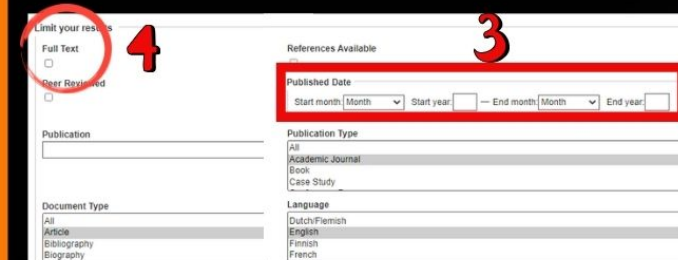 Limit your results
4
3
Full Text
References Available
Peer Reviewed
Published Date
Start month: Month Start year: — End month: Month End year:
Publication
Publication Type
All
Academic Journal
Book
Case Study
Document Type
Language
All
Article
Bibliography
Biography
Dutch/Flemish
English
Finnish
French